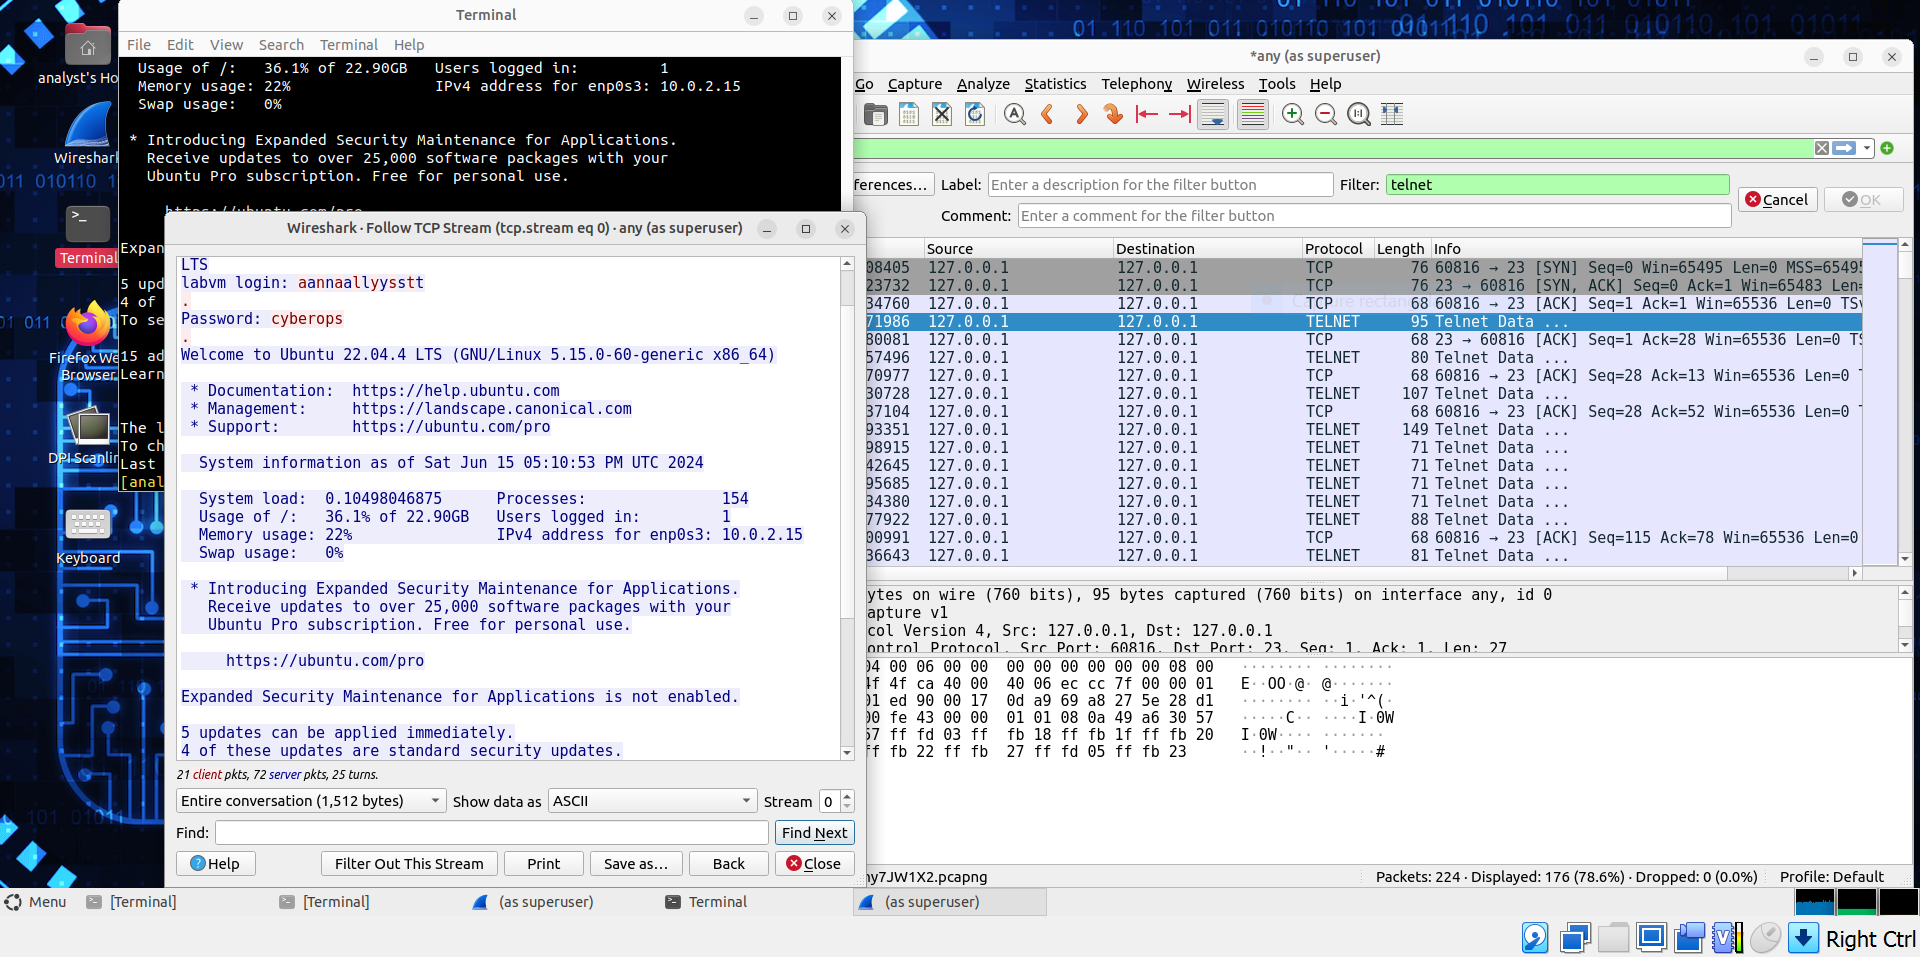 Terminal
File Edit View Search Terminal Help
Usage of /: 36.1% of 22.90GB Users logged in: 1
Memory usage: 22% IPv4 address for enp0s3: 10.0.2.15
Swap usage: 0%
* Introducing Expanded Security Maintenance for Applications.
Receive updates to over 25,000 software packages with your
Ubuntu Pro subscription. Free for personal use.
https://ubuntu.com/pro
Expan
5 upd
4 of
To se
15 ad
Learn
The l
To ch
Last
[anal
analyst's Ho
Wireshark
Terminal
Firefox We
Browser
DPI Scalin
Keyboard
Wireshark · Follow TCP Stream (tcp.stream eq 0) · any (as superuser)
LTS
labvm login: aannaallyysstt
.
Password: cyberops
.
Welcome to Ubuntu 22.04.4 LTS (GNU/Linux 5.15.0-60-generic x86_64)
* Documentation: https://help.ubuntu.com
* Management: https://landscape.canonical.com
* Support: https://ubuntu.com/pro
System information as of Sat Jun 15 05:10:53 PM UTC 2024
System load: 0.10498046875 Processes: 154
Usage of /: 36.1% of 22.90GB Users logged in: 1
Memory usage: 22% IPv4 address for enp0s3: 10.0.2.15
Swap usage: 0%
* Introducing Expanded Security Maintenance for Applications.
Receive updates to over 25,000 software packages with your
Ubuntu Pro subscription. Free for personal use.
https://ubuntu.com/pro
Expanded Security Maintenance for Applications is not enabled.
5 updates can be applied immediately.
4 of these updates are standard security updates.
21 client pkts, 72 server pkts, 25 turns.
Entire conversation (1,512 bytes) Show data as ASCII Stream 0
Find: Find Next
Help Filter Out This Stream Print Save as… Back Close
*any (as superuser)
Go Capture Analyze Statistics Telephony Wireless Tools Help
ferences… Label: Enter a description for the filter button Filter: telnet Cancel OK
Comment: Enter a comment for the filter button
Source Destination Protocol Length Info
08405 127.0.0.1 127.0.0.1 TCP 76 60816 → 23 [SYN] Seq=0 Win=65495 Len=0 MSS=65495
23732 127.0.0.1 127.0.0.1 TCP 76 23 → 60816 [SYN, ACK] Seq=0 Ack=1 Win=65483 Len=
34760 127.0.0.1 127.0.0.1 TCP 68 60816 → 23 [ACK] Seq=1 Ack=1 Win=65536 Len=0 TSv
71986 127.0.0.1 127.0.0.1 TELNET 95 Telnet Data ...
80081 127.0.0.1 127.0.0.1 TCP 68 23 → 60816 [ACK] Seq=1 Ack=28 Win=65536 Len=0 TS
57496 127.0.0.1 127.0.0.1 TELNET 80 Telnet Data ...
70977 127.0.0.1 127.0.0.1 TCP 68 60816 → 23 [ACK] Seq=28 Ack=13 Win=65536 Len=0 T
30728 127.0.0.1 127.0.0.1 TELNET 107 Telnet Data ...
37104 127.0.0.1 127.0.0.1 TCP 68 60816 → 23 [ACK] Seq=28 Ack=52 Win=65536 Len=0 T
93351 127.0.0.1 127.0.0.1 TELNET 149 Telnet Data ...
98915 127.0.0.1 127.0.0.1 TELNET 71 Telnet Data ...
42645 127.0.0.1 127.0.0.1 TELNET 71 Telnet Data ...
95685 127.0.0.1 127.0.0.1 TELNET 71 Telnet Data ...
34380 127.0.0.1 127.0.0.1 TELNET 71 Telnet Data ...
77922 127.0.0.1 127.0.0.1 TELNET 88 Telnet Data ...
00991 127.0.0.1 127.0.0.1 TCP 68 60816 → 23 [ACK] Seq=115 Ack=78 Win=65536 Len=0
36643 127.0.0.1 127.0.0.1 TELNET 81 Telnet Data ...
ytes on wire (760 bits), 95 bytes captured (760 bits) on interface any, id 0
apture v1
col Version 4, Src: 127.0.0.1, Dst: 127.0.0.1
ontrol Protocol, Src Port: 60816, Dst Port: 23, Seq: 1, Ack: 1, Len: 27
04 00 06 00 00 00 00 00 00 00 00 08 00 ········ ········
4f 4f ca 40 00 40 06 ec cc 7f 00 00 01 E··OO·@· @·······
01 ed 90 00 17 0d a9 69 a8 27 5e 28 d1 ········ ··i·'^(·
00 fe 43 00 00 01 01 08 0a 49 a6 30 57 ·····C·· ····I·0W
57 ff fd 03 ff fb 18 ff fb 1f ff fb 20 I·0W···· ·······
ff fb 22 ff fb 27 ff fd 05 ff fb 23 ··!··"·· '·····#
ny7JW1X2.pcapng Packets: 224 · Displayed: 176 (78.6%) · Dropped: 0 (0.0%) Profile: Default
Menu [Terminal] [Terminal] (as superuser) Terminal (as superuser)
Right Ctrl